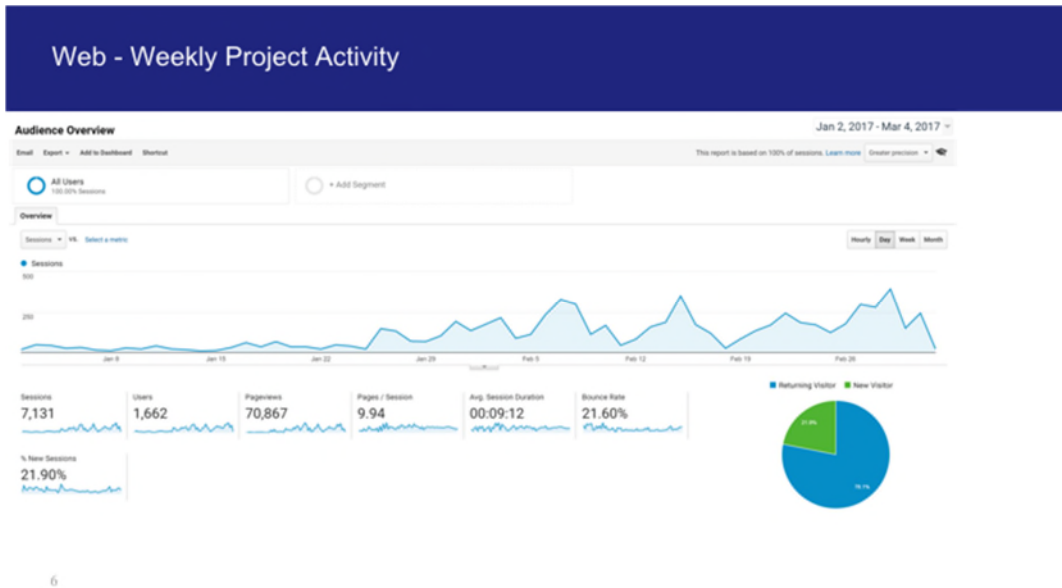 Web - Weekly Project Activity
Audience Overview
Jan 2, 2017 - Mar 4, 2017
Email Export Add to Dashboard Shortcut
This report is based on 100% of sessions. Learn more Greater precision
All Users
100.00% Sessions
+ Add Segment
Overview
Sessions VS. Select a metric
Hourly Day Week Month
Sessions
500
250
Jan 8 Jan 15 Jan 22 Jan 29 Feb 5 Feb 12 Feb 19 Feb 26
Returning Visitor New Visitor
Sessions Users Pageviews Pages / Session Avg. Session Duration Bounce Rate
7,131 1,662 70,867 9.94 00:09:12 21.60%
21.9%
78.1%
% New Sessions
21.90%
6